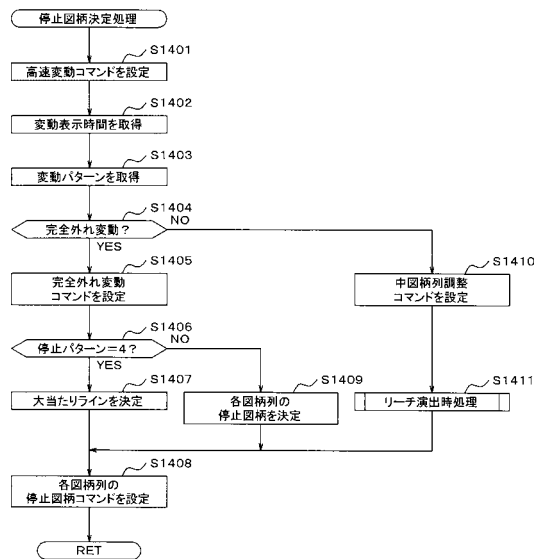 停止図柄決定処理
S1401
高速変動コマンドを設定
S1402
変動表示時間を取得
S1403
変動パターンを取得
S1404
完全外れ変動？
NO
YES
S1405
完全外れ変動
コマンドを設定
S1410
中図柄列調整
コマンドを設定
S1406
停止パターン＝4？
NO
YES
S1407
大当たりラインを決定
S1409
各図柄列の
停止図柄を決定
S1411
リーチ演出時処理
S1408
各図柄列の
停止図柄コマンドを設定
RET